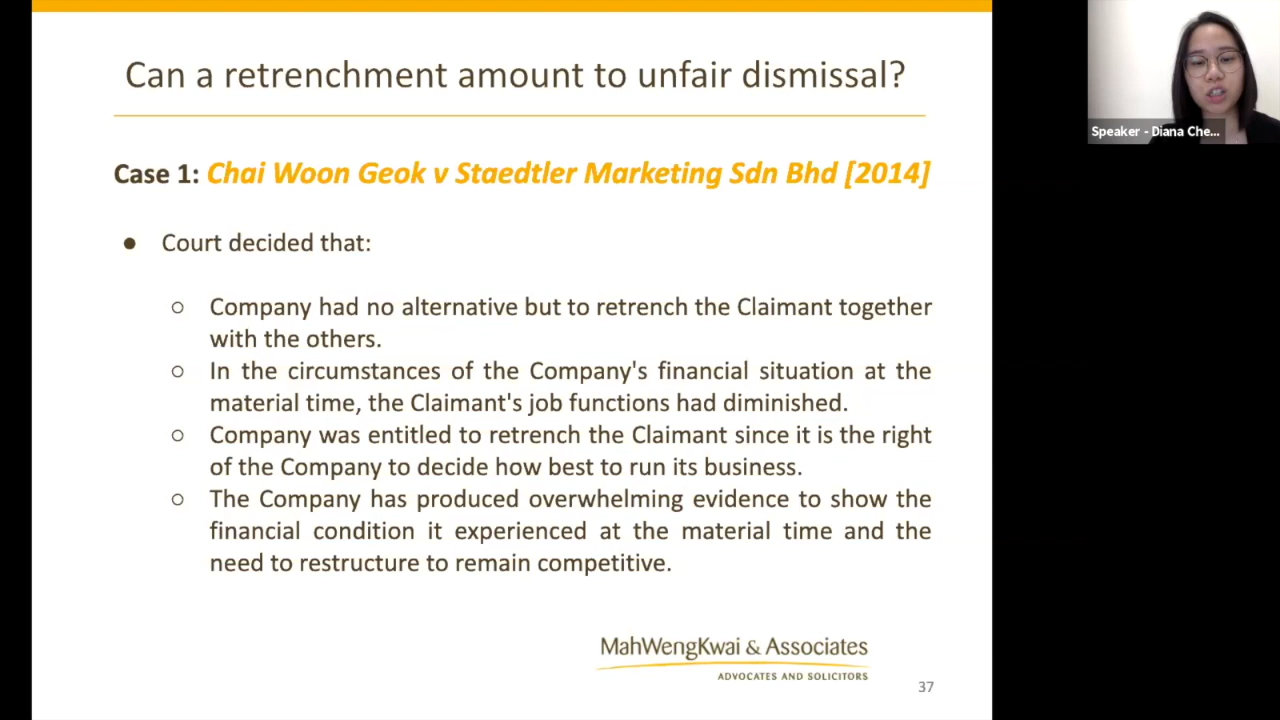 Can a retrenchment amount to unfair dismissal?
Case 1: Chai Woon Geok v Staedtler Marketing Sdn Bhd [2014]
● Court decided that:
○ Company had no alternative but to retrench the Claimant together
with the others.
○ In the circumstances of the Company's financial situation at the
material time, the Claimant's job functions had diminished.
○ Company was entitled to retrench the Claimant since it is the right
of the Company to decide how best to run its business.
○ The Company has produced overwhelming evidence to show the
financial condition it experienced at the material time and the
need to restructure to remain competitive.
MahWengKwai & Associates
ADVOCATES AND SOLICITORS
37
Speaker - Diana Che...